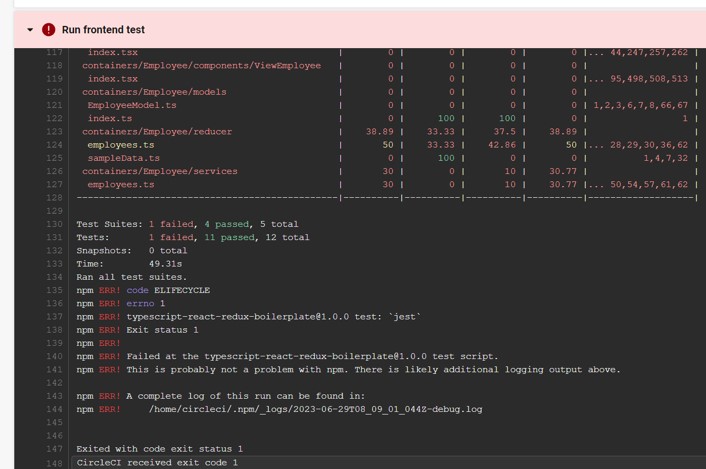 Run frontend test
117 index.tsx | 0 | 0 | 0 | 0 |... 44,247,257,262 |
118 containers/Employee/components/ViewEmployee | 0 | 0 | 0 | 0 | |
119 index.tsx | 0 | 0 | 0 | 0 |... 95,498,508,513 |
120 containers/Employee/models | 0 | 0 | 0 | 0 | |
121 EmployeeModel.ts | 0 | 0 | 0 | 0 | 1,2,3,6,7,8,66,67 |
122 index.ts | 0 | 100 | 100 | 0 | 1 |
123 containers/Employee/reducer | 38.89 | 33.33 | 37.5 | 38.89 | |
124 employees.ts | 50 | 33.33 | 42.86 | 50 |... 28,29,30,36,62 |
125 sampleData.ts | 0 | 100 | 0 | 0 | 1,4,7,32 |
126 containers/Employee/services | 30 | 0 | 10 | 30.77 | |
127 employees.ts | 30 | 0 | 10 | 30.77 |... 50,54,57,61,62 |
128 --------------------------------------------|----------|----------|----------|----------|-------------------|
129
130 Test Suites: 1 failed, 4 passed, 5 total
131 Tests: 1 failed, 11 passed, 12 total
132 Snapshots: 0 total
133 Time: 49.31s
134 Ran all test suites.
135 npm ERR! code ELIFECYCLE
136 npm ERR! errno 1
137 npm ERR! typescript-react-redux-boilerplate@1.0.0 test: `jest`
138 npm ERR! Exit status 1
139 npm ERR!
140 npm ERR! Failed at the typescript-react-redux-boilerplate@1.0.0 test script.
141 npm ERR! This is probably not a problem with npm. There is likely additional logging output above.
142
143 npm ERR! A complete log of this run can be found in:
144 npm ERR! /home/circleci/.npm/_logs/2023-06-29T08_09_01_044Z-debug.log
145
146
147 Exited with code exit status 1
148 CircleCI received exit code 1